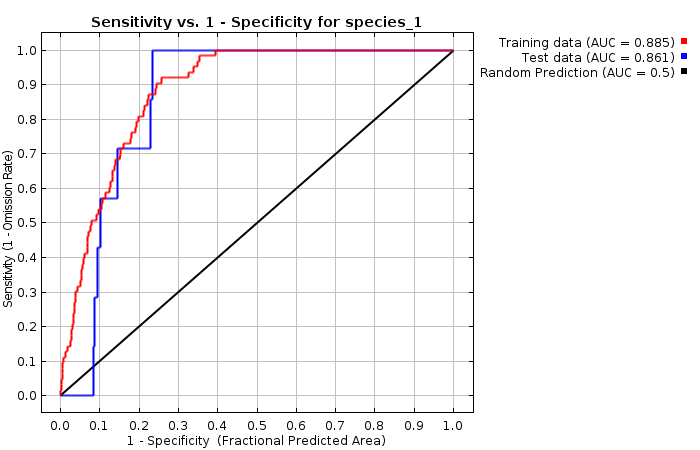 Sensitivity vs. 1 - Specificity for species_1
Training data (AUC = 0.885)
Test data (AUC = 0.861)
Random Prediction (AUC = 0.5)
Sensitivity (1 - Omission Rate)
1.0
0.9
0.8
0.7
0.6
0.5
0.4
0.3
0.2
0.1
0.0
0.0 0.1 0.2 0.3 0.4 0.5 0.6 0.7 0.8 0.9 1.0
1 - Specificity (Fractional Predicted Area)